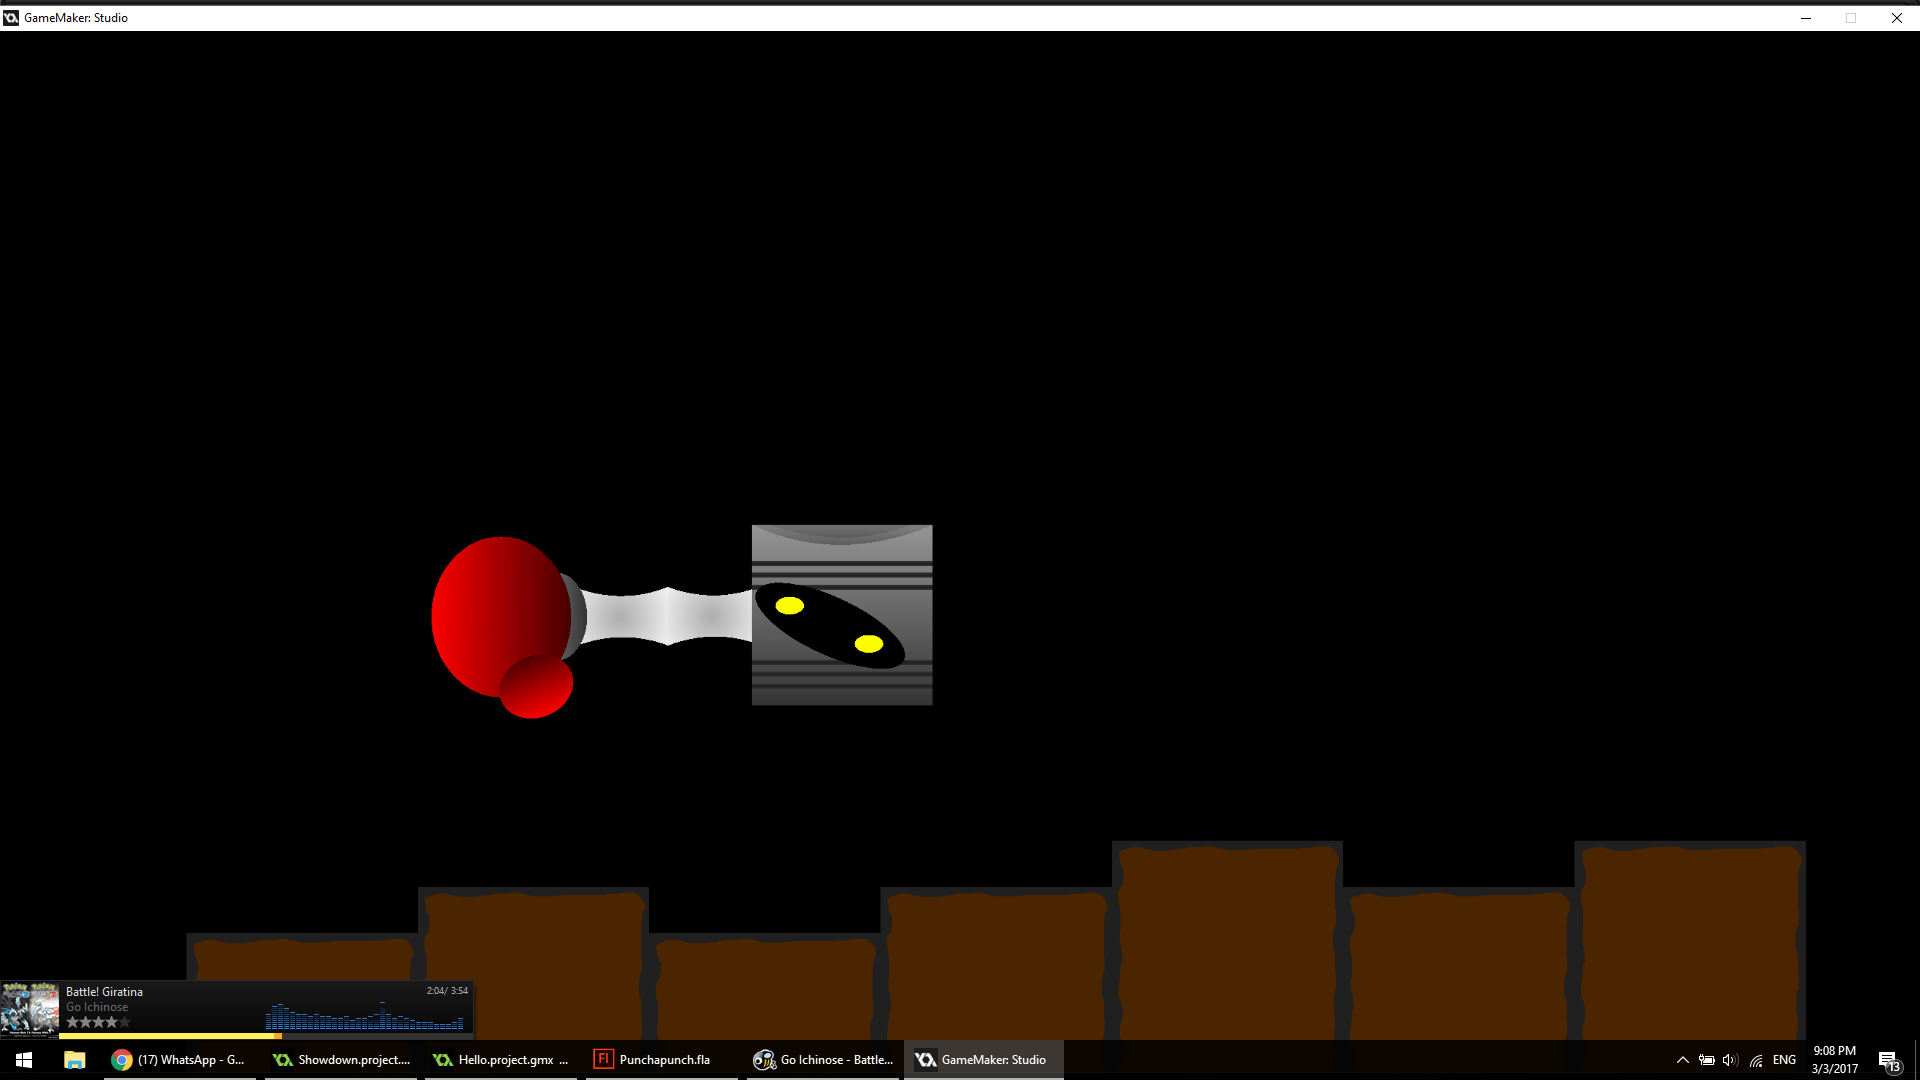 GameMaker: Studio
Battle! Giratina
2:04/ 3:54
Go Ichinose
(17) WhatsApp - G...
Showdown.project....
Hello.project.gmx ...
Fl
Punchapunch.fla
Go Ichinose - Battle...
GameMaker: Studio
ENG
9:08 PM
3/3/2017
13